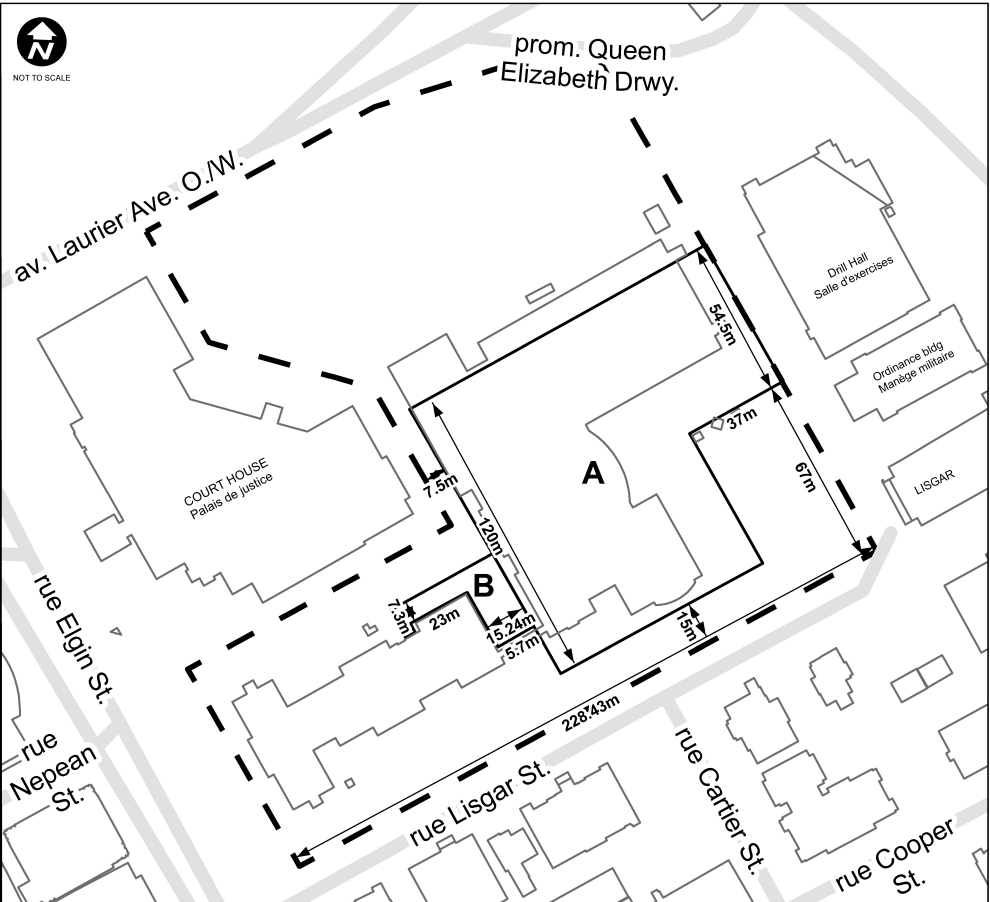 N
NOT TO SCALE
prom. Queen
Elizabeth Drwy.
av. Laurier Ave. O./W.
Drill Hall
Salle d'exercises
54.5m
Ordinance bldg
Manège militaire
37m
A
COURT HOUSE
Palais de justice
7.5m
67m
LISGAR
120m
B
7.3m
23m
15.24m
5.7m
15m
rue Elgin St.
228.43m
rue
Nepean
St.
rue Lisgar St.
rue Cartier St.
rue Cooper
St.